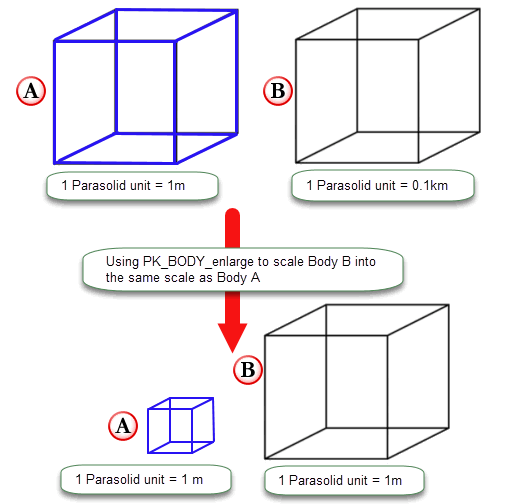 A
B
1 Parasolid unit = 1m
1 Parasolid unit = 0.1km
Using PK_BODY_enlarge to scale Body B into
the same scale as Body A
B
A
1 Parasolid unit = 1 m
1 Parasolid unit = 1m